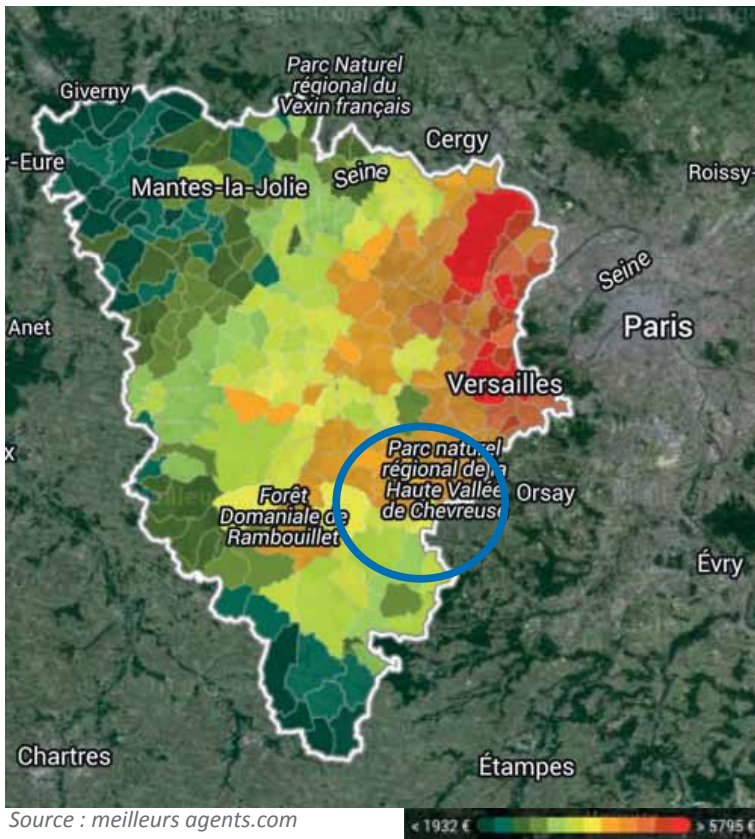 Parc Naturel
régional du
Vexin français
Giverny
Cergy
r-Eure
Mantes-la-Jolie
Seine
Roissy-
Seine
Anet
Paris
Versailles
x
Parc naturel
régional de la
Haute Vallée
de Chevreuse
Orsay
Forêt
Domaniale de
Rambouillet
Évry
Chartres
Étampes
Source : meilleurs agents.com
< 1932 €
> 5795 €